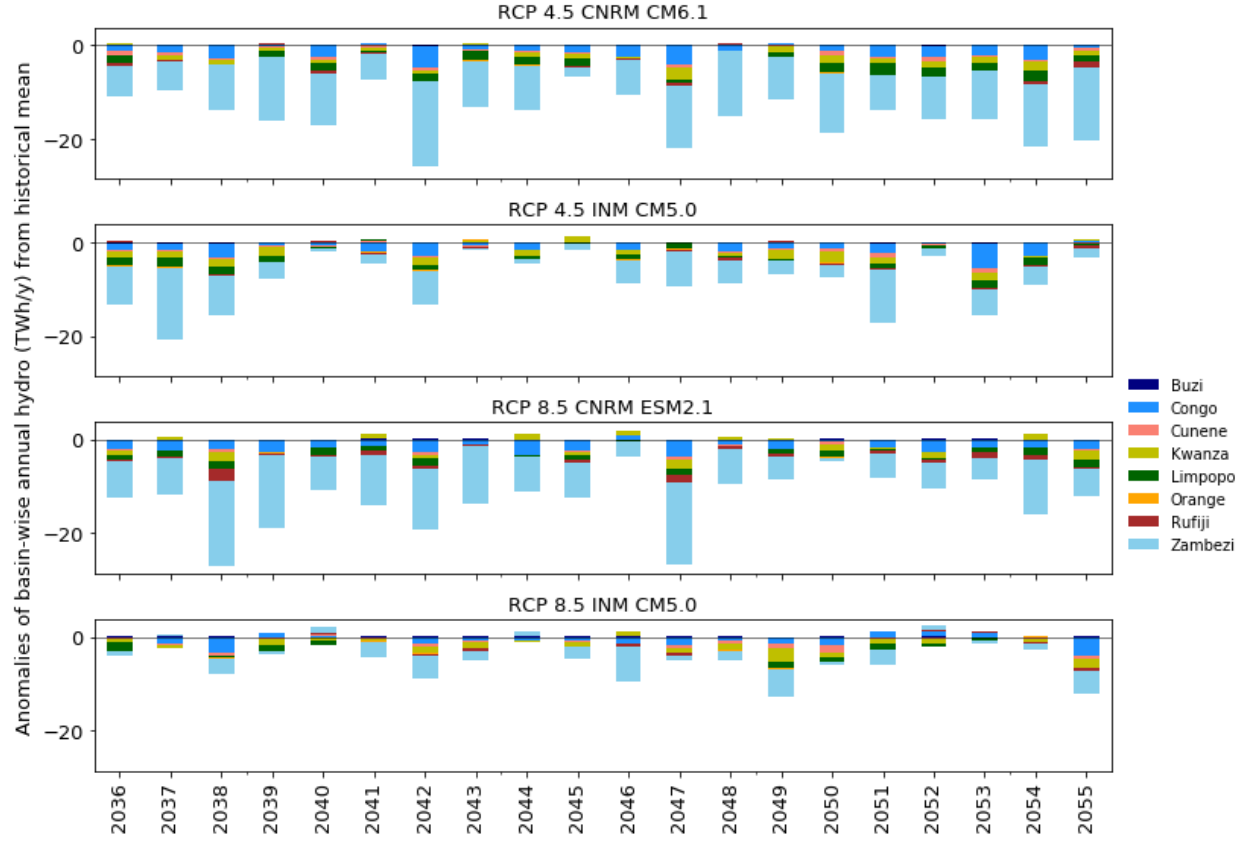 RCP 4.5 CNRM CM6.1
0
−20
RCP 4.5 INM CM5.0
0
−20
RCP 8.5 CNRM ESM2.1
0
−20
RCP 8.5 INM CM5.0
0
−20
Anomalies of basin-wise annual hydro (TWh/y) from historical mean
2036
2037
2038
2039
2040
2041
2042
2043
2044
2045
2046
2047
2048
2049
2050
2051
2052
2053
2054
2055
Buzi
Congo
Cunene
Kwanza
Limpopo
Orange
Rufiji
Zambezi